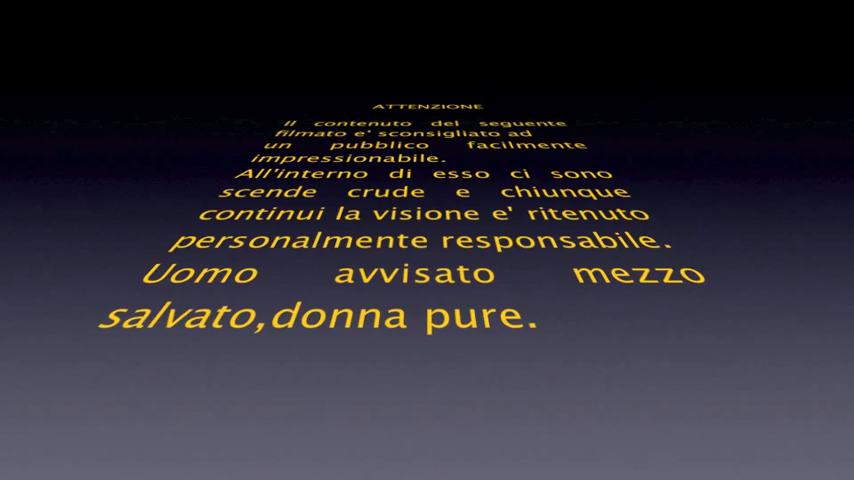 ATTENZIONE
Il contenuto del seguente
filmato e' sconsigliato ad
un pubblico facilmente
impressionabile.
All'interno di esso ci sono
scende crude e chiunque
continui la visione e' ritenuto
personalmente responsabile.
Uomo avvisato mezzo
salvato,donna pure.